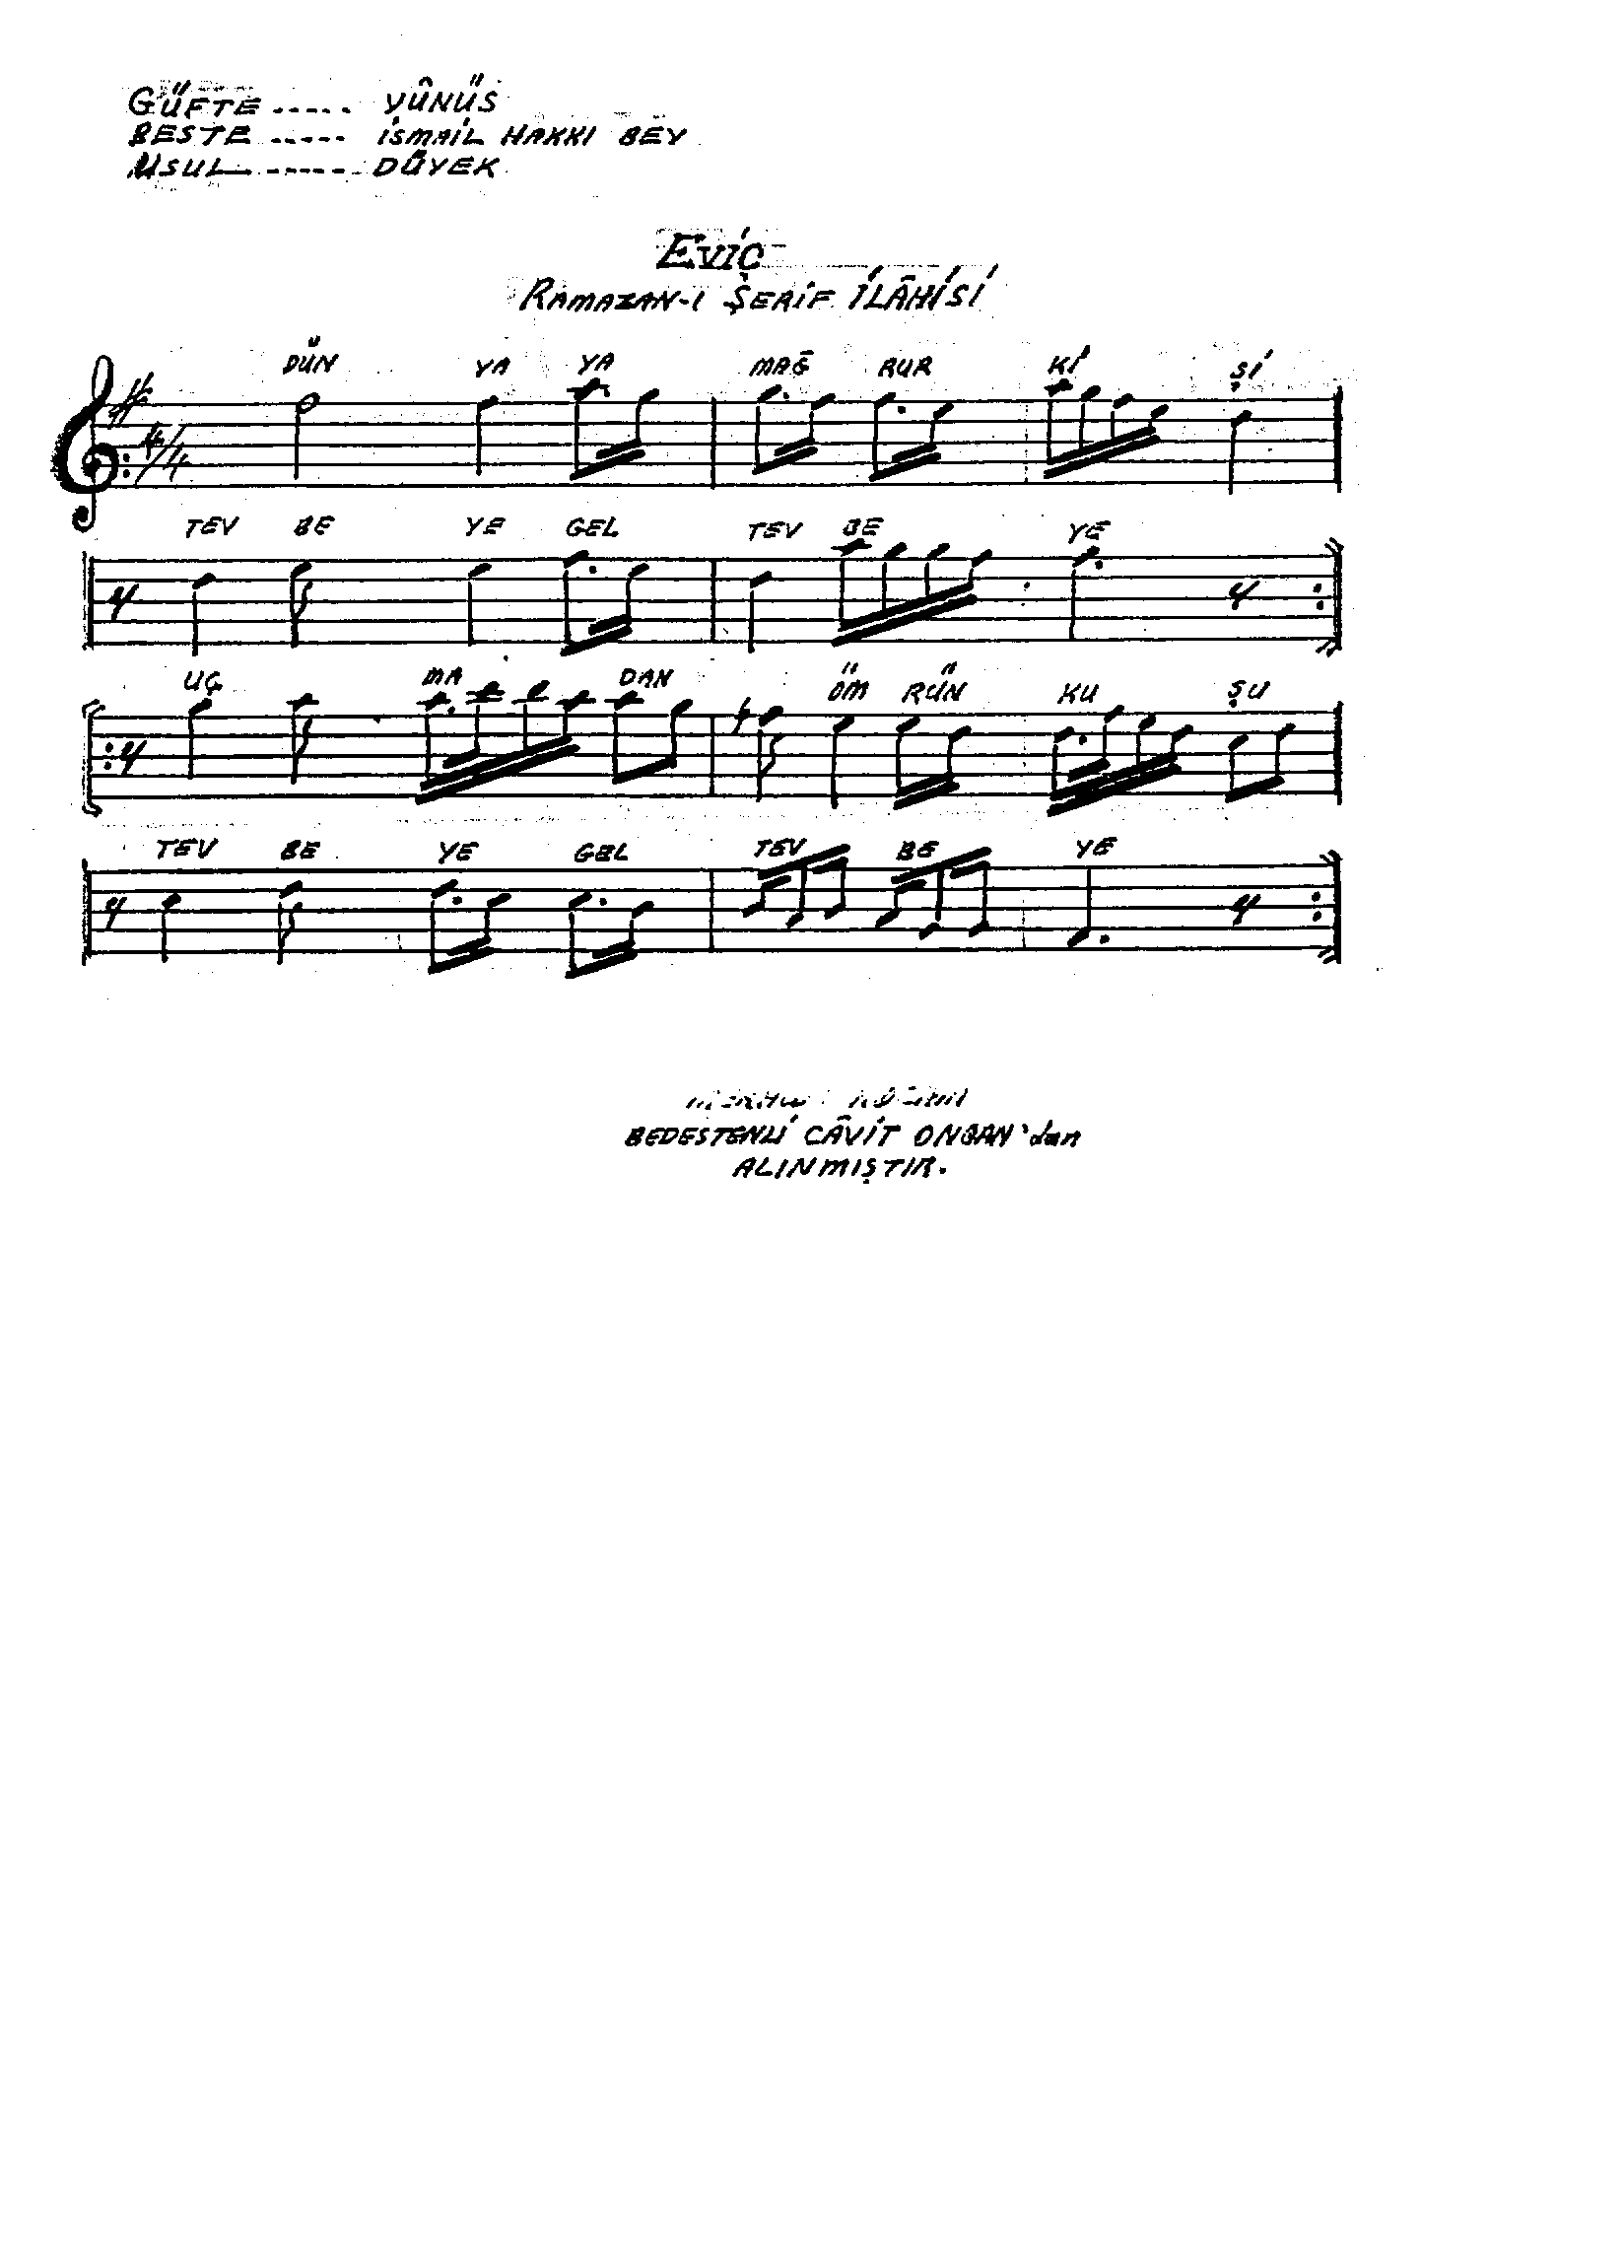 GÜFTE ----- YÛNÜS
BESTE ----- İSMAİL HAKKI BEY
USUL ------ DÜYEK
EVİÇ
RAMAZAN-I ŞERİF İLÂHİSİ
4/4
DÜN YA YA MAĞ RUR Kİ Şİ
TEV BE YE GEL TEV BE YE
UÇ MA DAN ÖM RÜN KU ŞU
TEV BE YE GEL TEV BE YE
BEDESTENLİ CÂVİT ONGAN'dan
ALINMIŞTIR.